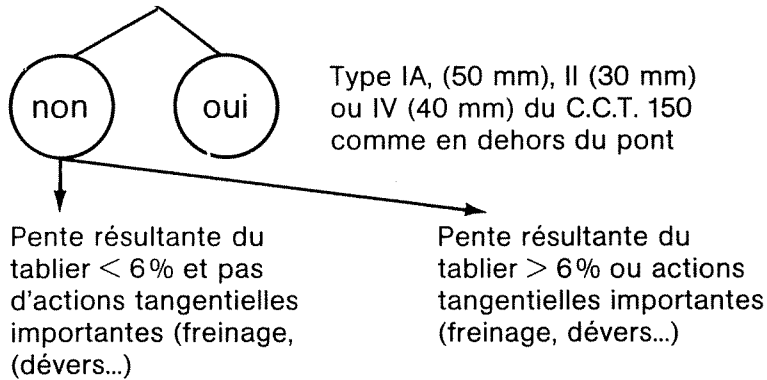 non
oui
Type IA, (50 mm), II (30 mm)
ou IV (40 mm) du C.C.T. 150
comme en dehors du pont
Pente résultante du
tablier < 6% et pas
d'actions tangentielles
importantes (freinage,
(dévers...)
Pente résultante du
tablier > 6% ou actions
tangentielles importantes
(freinage, dévers...)